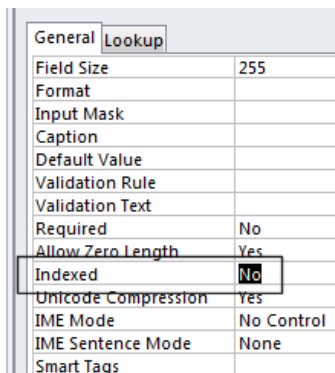 General Lookup
Field Size 255
Format
Input Mask
Caption
Default Value
Validation Rule
Validation Text
Required No
Allow Zero Length Yes
Indexed No
Unicode Compression Yes
IME Mode No Control
IME Sentence Mode None
Smart Tags